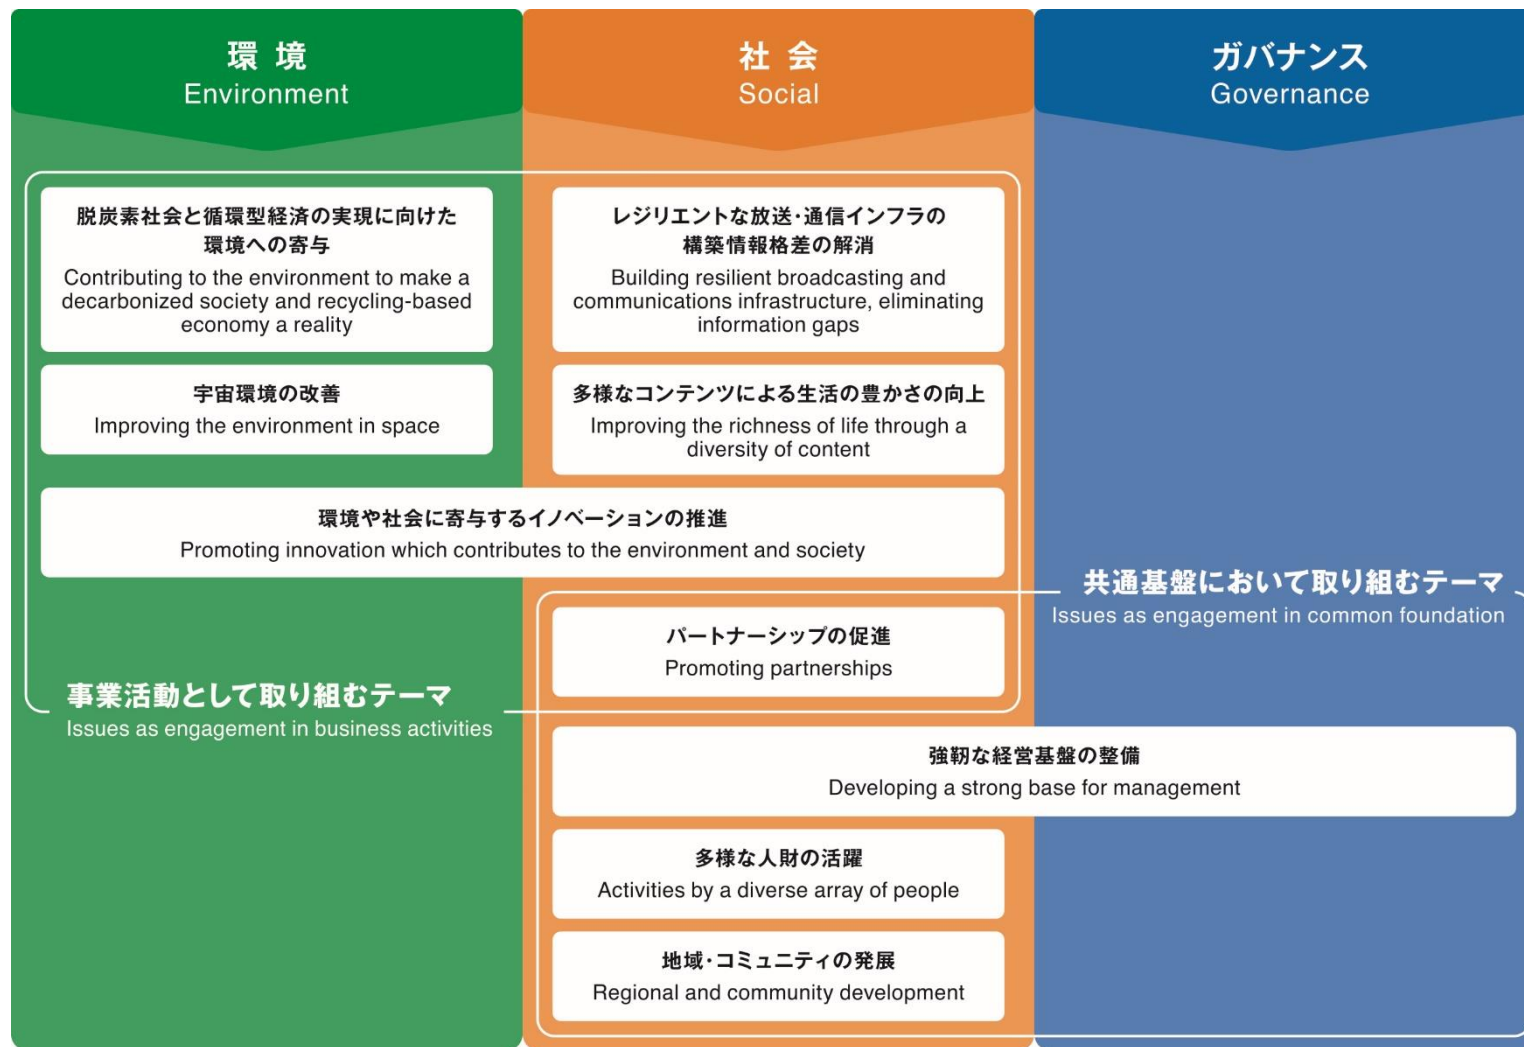 環境
Environment
社会
Social
ガバナンス
Governance
脱炭素社会と循環型経済の実現に向けた
環境への寄与
Contributing to the environment to make a
decarbonized society and recycling-based
economy a reality
宇宙環境の改善
Improving the environment in space
レジリエントな放送・通信インフラの
構築情報格差の解消
Building resilient broadcasting and
communications infrastructure, eliminating
information gaps
多様なコンテンツによる生活の豊かさの向上
Improving the richness of life through a
diversity of content
環境や社会に寄与するイノベーションの推進
Promoting innovation which contributes to the environment and society
共通基盤において取り組むテーマ
Issues as engagement in common foundation
パートナーシップの促進
Promoting partnerships
事業活動として取り組むテーマ
Issues as engagement in business activities
強靭な経営基盤の整備
Developing a strong base for management
多様な人財の活躍
Activities by a diverse array of people
地域・コミュニティの発展
Regional and community development